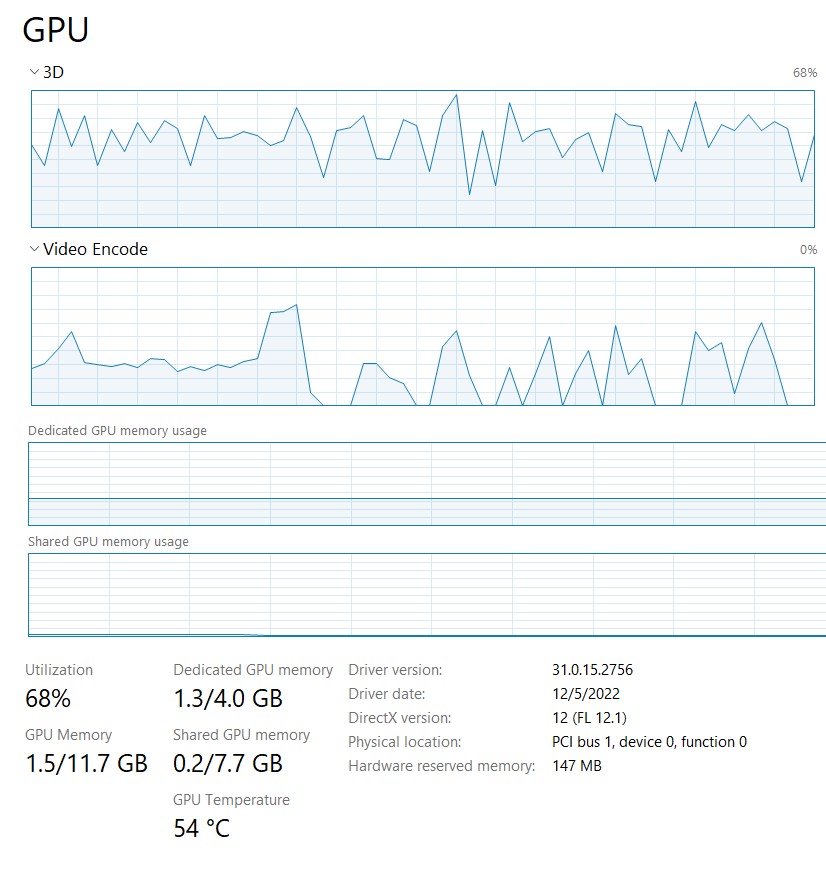 GPU
3D 68%
Video Encode 0%
Dedicated GPU memory usage
Shared GPU memory usage
Utilization
68%
Dedicated GPU memory
1.3/4.0 GB
GPU Memory
1.5/11.7 GB
Shared GPU memory
0.2/7.7 GB
GPU Temperature
54 °C
Driver version: 31.0.15.2756
Driver date: 12/5/2022
DirectX version: 12 (FL 12.1)
Physical location: PCI bus 1, device 0, function 0
Hardware reserved memory: 147 MB